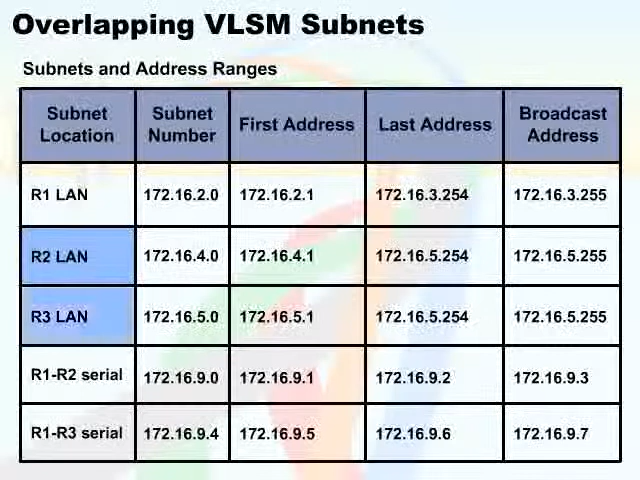 Overlapping VLSM Subnets
Subnets and Address Ranges
Subnet Location Subnet Number First Address Last Address Broadcast Address
R1 LAN 172.16.2.0 172.16.2.1 172.16.3.254 172.16.3.255
R2 LAN 172.16.4.0 172.16.4.1 172.16.5.254 172.16.5.255
R3 LAN 172.16.5.0 172.16.5.1 172.16.5.254 172.16.5.255
R1-R2 serial 172.16.9.0 172.16.9.1 172.16.9.2 172.16.9.3
R1-R3 serial 172.16.9.4 172.16.9.5 172.16.9.6 172.16.9.7